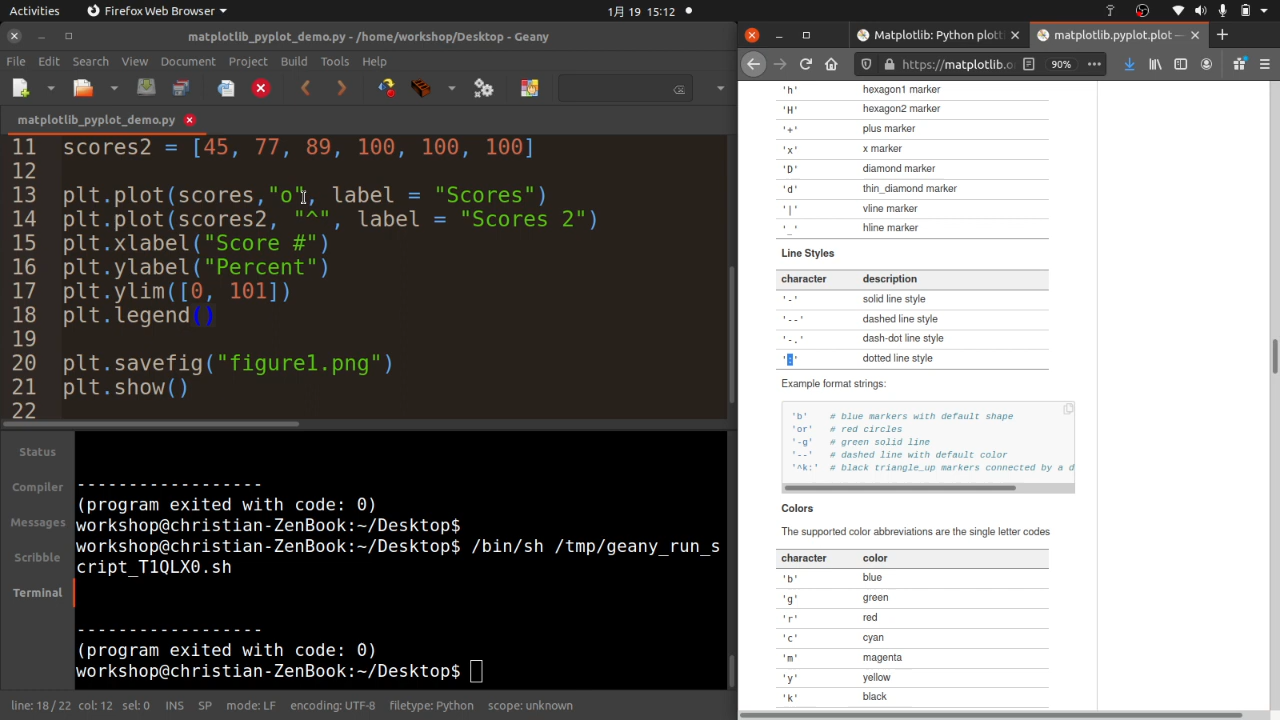 Activities
Firefox Web Browser
1月 19 15:12
matplotlib_pyplot_demo.py - /home/workshop/Desktop - Geany
File Edit Search View Document Project Build Tools Help
matplotlib_pyplot_demo.py
11 scores2 = [45, 77, 89, 100, 100, 100]
12
13 plt.plot(scores,"o", label = "Scores")
14 plt.plot(scores2, "^", label = "Scores 2")
15 plt.xlabel("Score #")
16 plt.ylabel("Percent")
17 plt.ylim([0, 101])
18 plt.legend()
19
20 plt.savefig("figure1.png")
21 plt.show()
22
Status
Compiler
Messages
Scribble
Terminal
------------------
(program exited with code: 0)
workshop@christian-ZenBook:~/Desktop$
workshop@christian-ZenBook:~/Desktop$ /bin/sh /tmp/geany_run_s
cript_T1QLX0.sh
------------------
(program exited with code: 0)
workshop@christian-ZenBook:~/Desktop$
line: 18 / 22 col: 12 sel: 0 INS SP mode: LF encoding: UTF-8 filetype: Python scope: unknown
Matplotlib: Python plotti
matplotlib.pyplot.plot —
https://matplotlib.o
90%
'h' hexagon1 marker
'H' hexagon2 marker
'+' plus marker
'x' x marker
'D' diamond marker
'd' thin_diamond marker
'|' vline marker
'_' hline marker
Line Styles
character description
'-' solid line style
'--' dashed line style
'-.' dash-dot line style
':' dotted line style
Example format strings:
'b' # blue markers with default shape
'or' # red circles
'-g' # green solid line
'--' # dashed line with default color
'^k:' # black triangle_up markers connected by a d
Colors
The supported color abbreviations are the single letter codes
character color
'b' blue
'g' green
'r' red
'c' cyan
'm' magenta
'y' yellow
'k' black